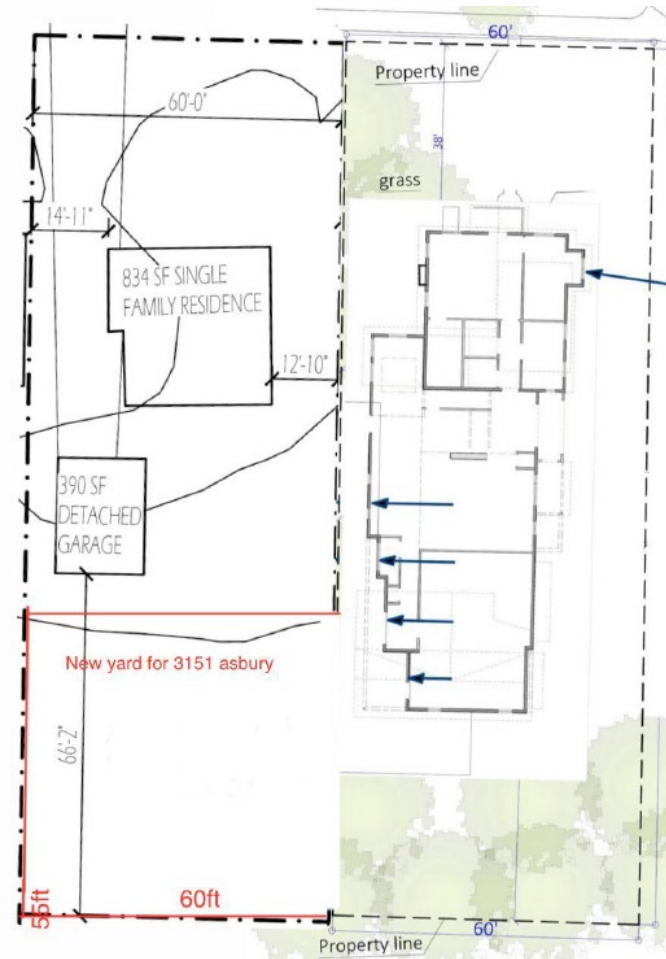 60'
Property line
60'-0"
38'
grass
14'-11"
834 SF SINGLE
FAMILY RESIDENCE
12'-10"
390 SF
DETACHED
GARAGE
New yard for 3151 asbury
66'-2"
55ft
60ft
60'
Property line